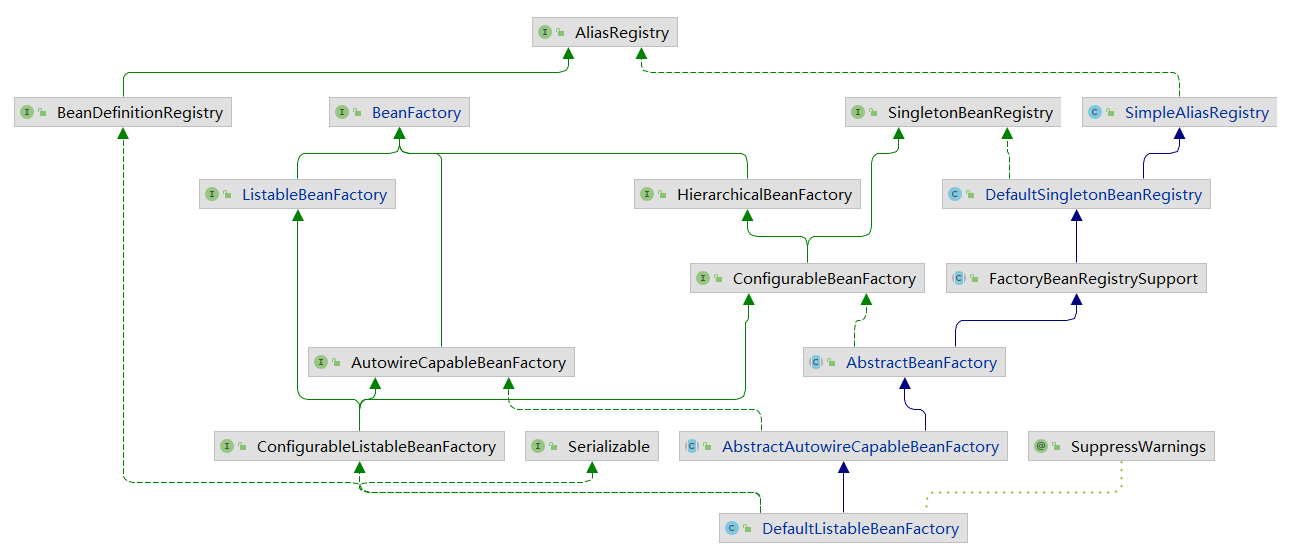 AliasRegistry
BeanDefinitionRegistry
BeanFactory
SingletonBeanRegistry
SimpleAliasRegistry
ListableBeanFactory
HierarchicalBeanFactory
DefaultSingletonBeanRegistry
ConfigurableBeanFactory
FactoryBeanRegistrySupport
AutowireCapableBeanFactory
AbstractBeanFactory
ConfigurableListableBeanFactory
Serializable
AbstractAutowireCapableBeanFactory
SuppressWarnings
DefaultListableBeanFactory